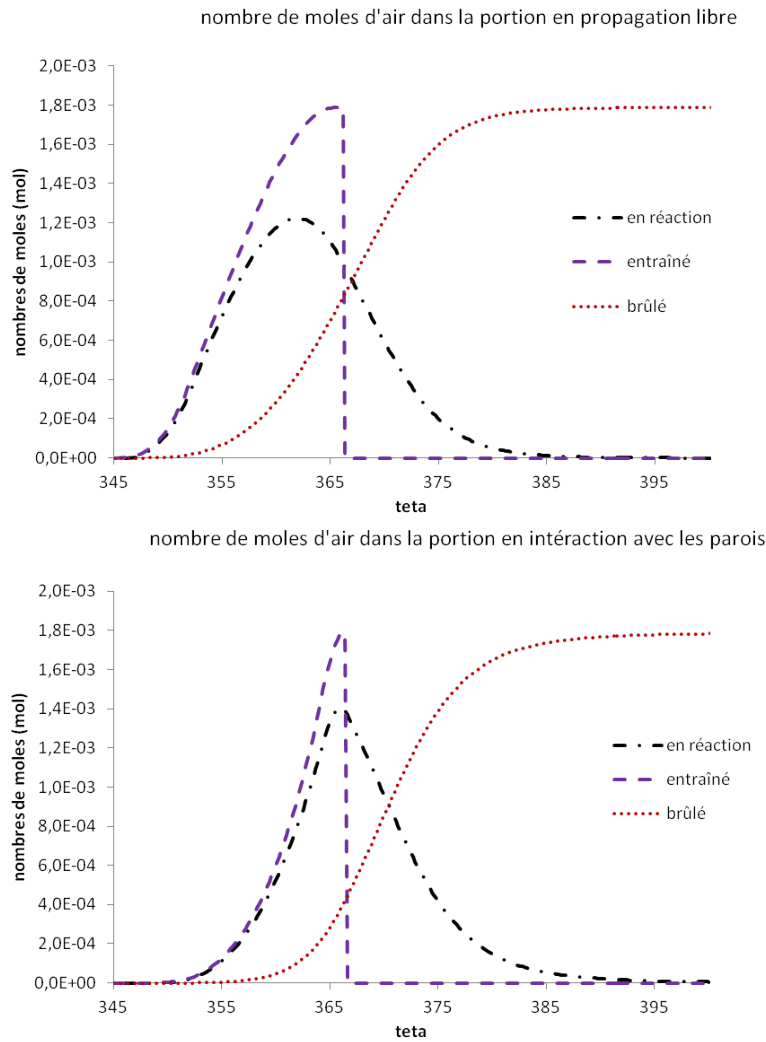 nombre de moles d'air dans la portion en propagation libre
2,0E-03
1,8E-03
1,6E-03
1,4E-03
1,2E-03
1,0E-03
8,0E-04
6,0E-04
4,0E-04
2,0E-04
0,0E+00
nombres de moles (mol)
en réaction
entraîné
brûlé
345 355 365 375 385 395
teta
nombre de moles d'air dans la portion en intéraction avec les parois
2,0E-03
1,8E-03
1,6E-03
1,4E-03
1,2E-03
1,0E-03
8,0E-04
6,0E-04
4,0E-04
2,0E-04
0,0E+00
nombres de moles (mol)
en réaction
entraîné
brûlé
345 355 365 375 385 395
teta